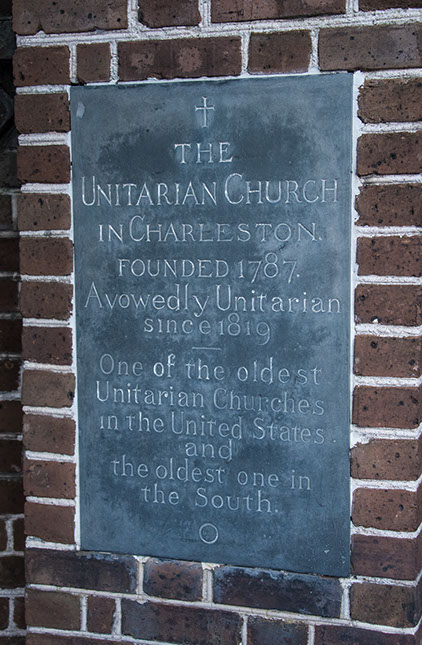 THE
UNITARIAN CHURCH
IN CHARLESTON.
FOUNDED 1787.
Avowedly Unitarian
since 1819
One of the oldest
Unitarian Churches
in the United States
and
the oldest one in
the South.